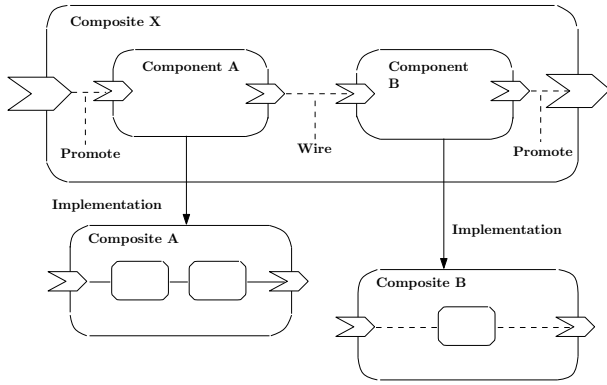 Composite X
Component A
Component
B
Promote
Wire
Promote
Implementation
Implementation
Composite A
Composite B